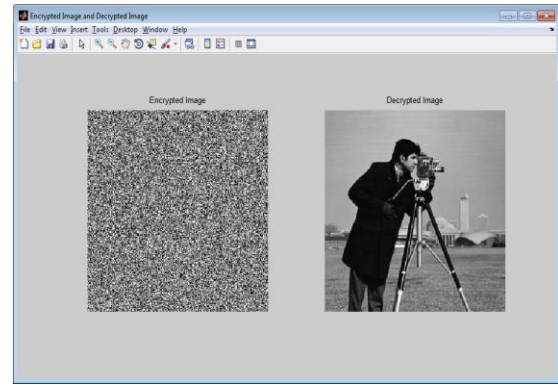 Encrypted Image and Decrypted Image
File Edit View Insert Tools Desktop Window Help
Encrypted Image Decrypted Image